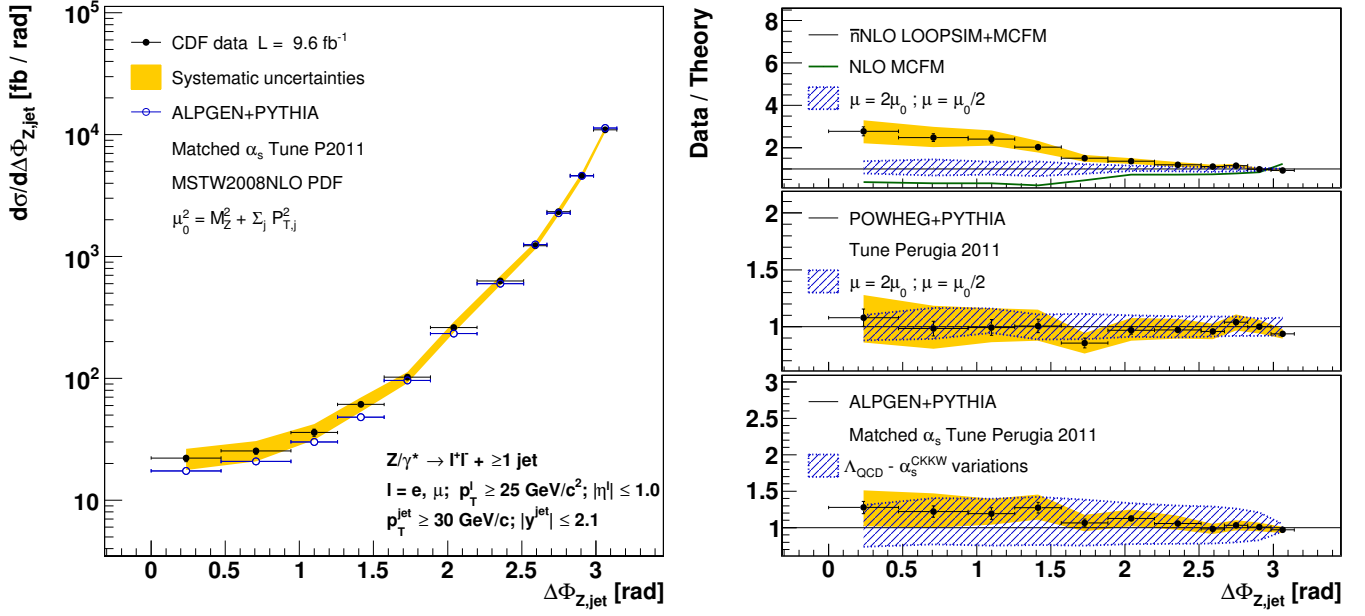 dσ/dΔΦ_Z,jet [fb / rad]
10^5
10^4
10^3
10^2
10
CDF data L = 9.6 fb^-1
Systematic uncertainties
ALPGEN+PYTHIA
Matched α_s Tune P2011
MSTW2008NLO PDF
μ_0^2 = M_Z^2 + Σ_j P_T,j^2
Z/γ* → l^+l^- + ≥1 jet
l = e, μ; p_T^l ≥ 25 GeV/c^2; |η^l| ≤ 1.0
p_T^jet ≥ 30 GeV/c; |y^jet| ≤ 2.1
0 0.5 1 1.5 2 2.5 3
ΔΦ_Z,jet [rad]
Data / Theory
8
6
4
2
n̄NLO LOOPSIM+MCFM
NLO MCFM
μ = 2μ_0 ; μ = μ_0/2
2
1.5
1
POWHEG+PYTHIA
Tune Perugia 2011
μ = 2μ_0 ; μ = μ_0/2
3
2.5
2
1.5
1
ALPGEN+PYTHIA
Matched α_s Tune Perugia 2011
Λ_QCD - α_s^CKKW variations
0 0.5 1 1.5 2 2.5 3
ΔΦ_Z,jet [rad]